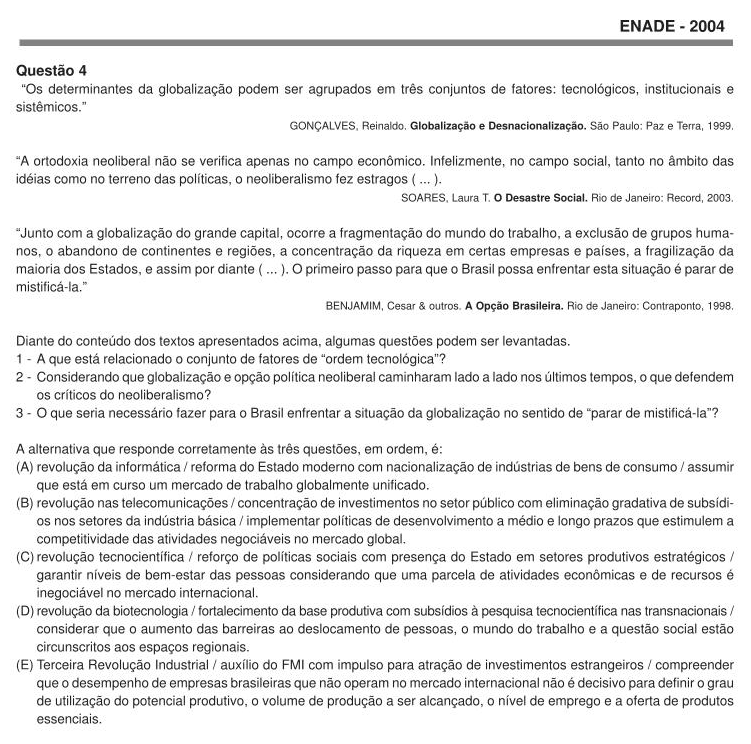 ENADE - 2004
Questão 4
“Os determinantes da globalização podem ser agrupados em três conjuntos de fatores: tecnológicos, institucionais e
sistêmicos.”
GONÇALVES, Reinaldo. Globalização e Desnacionalização. São Paulo: Paz e Terra, 1999.
“A ortodoxia neoliberal não se verifica apenas no campo econômico. Infelizmente, no campo social, tanto no âmbito das
idéias como no terreno das políticas, o neoliberalismo fez estragos ( ... ).
SOARES, Laura T. O Desastre Social. Rio de Janeiro: Record, 2003.
“Junto com a globalização do grande capital, ocorre a fragmentação do mundo do trabalho, a exclusão de grupos huma-
nos, o abandono de continentes e regiões, a concentração da riqueza em certas empresas e países, a fragilização da
maioria dos Estados, e assim por diante ( ... ). O primeiro passo para que o Brasil possa enfrentar esta situação é parar de
mistificá-la.”
BENJAMIM, Cesar & outros. A Opção Brasileira. Rio de Janeiro: Contraponto, 1998.
Diante do conteúdo dos textos apresentados acima, algumas questões podem ser levantadas.
1 - A que está relacionado o conjunto de fatores de “ordem tecnológica”?
2 - Considerando que globalização e opção política neoliberal caminharam lado a lado nos últimos tempos, o que defendem
os críticos do neoliberalismo?
3 - O que seria necessário fazer para o Brasil enfrentar a situação da globalização no sentido de “parar de mistificá-la”?
A alternativa que responde corretamente às três questões, em ordem, é:
(A) revolução da informática / reforma do Estado moderno com nacionalização de indústrias de bens de consumo / assumir
que está em curso um mercado de trabalho globalmente unificado.
(B) revolução nas telecomunicações / concentração de investimentos no setor público com eliminação gradativa de subsídi-
os nos setores da indústria básica / implementar políticas de desenvolvimento a médio e longo prazos que estimulem a
competitividade das atividades negociáveis no mercado global.
(C) revolução tecnocientífica / reforço de políticas sociais com presença do Estado em setores produtivos estratégicos /
garantir níveis de bem-estar das pessoas considerando que uma parcela de atividades econômicas e de recursos é
inegociável no mercado internacional.
(D) revolução da biotecnologia / fortalecimento da base produtiva com subsídios à pesquisa tecnocientífica nas transnacionais /
considerar que o aumento das barreiras ao deslocamento de pessoas, o mundo do trabalho e a questão social estão
circunscritos aos espaços regionais.
(E) Terceira Revolução Industrial / auxílio do FMI com impulso para atração de investimentos estrangeiros / compreender
que o desempenho de empresas brasileiras que não operam no mercado internacional não é decisivo para definir o grau
de utilização do potencial produtivo, o volume de produção a ser alcançado, o nível de emprego e a oferta de produtos
essenciais.